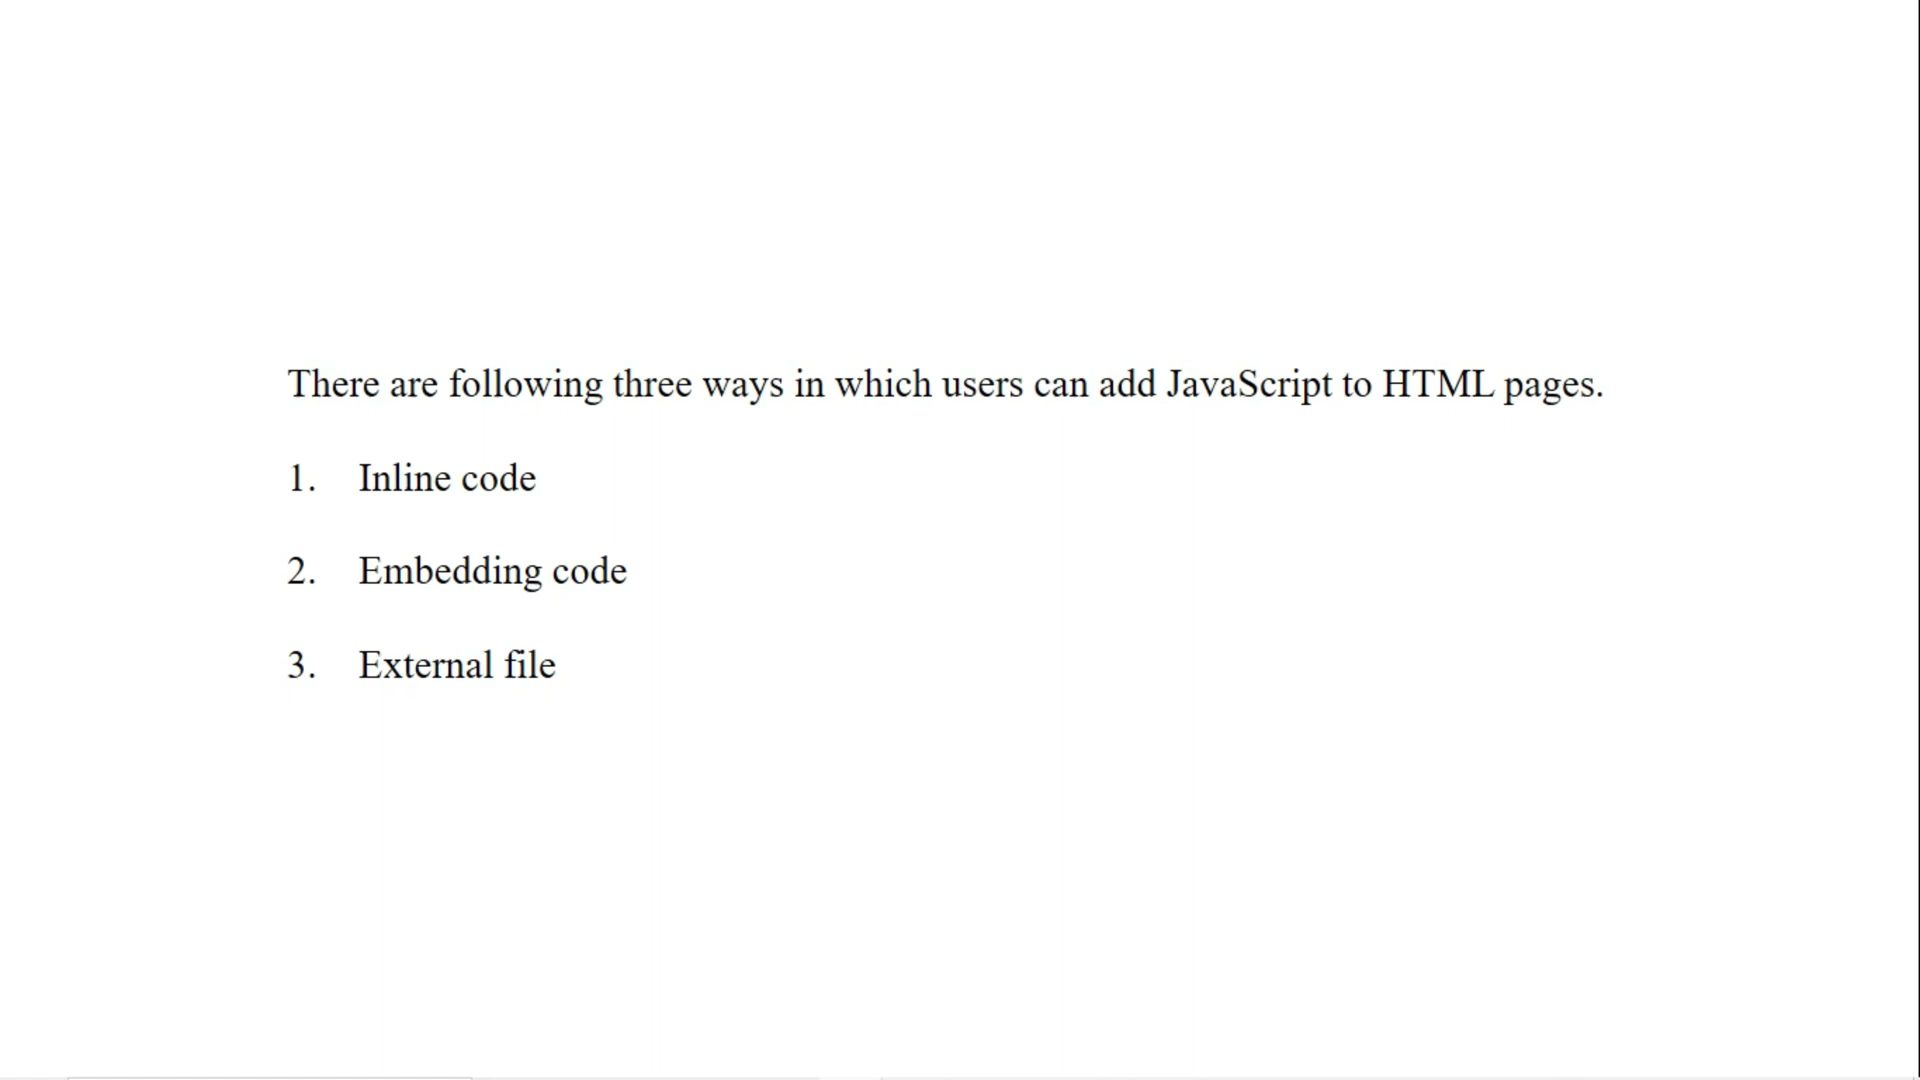 There are following three ways in which users can add JavaScript to HTML pages.
1. Inline code
2. Embedding code
3. External file